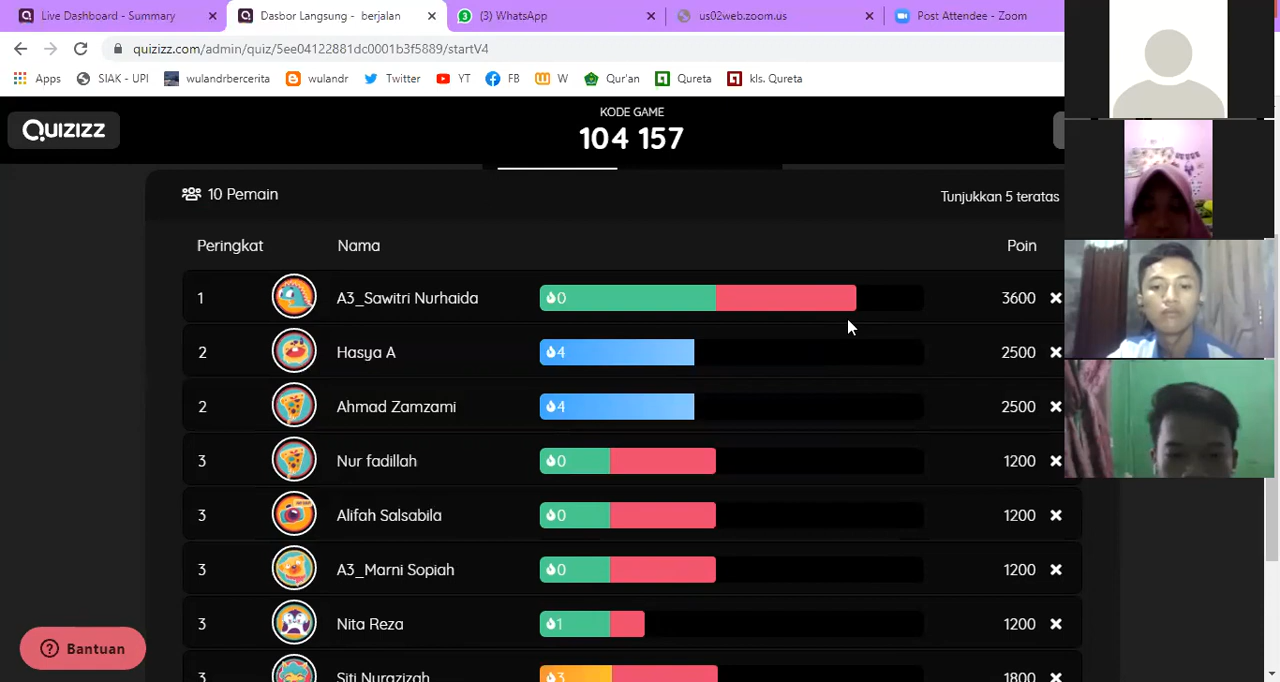 Live Dashboard - Summary
Dasbor Langsung - berjalan
(3) WhatsApp
us02web.zoom.us
Post Attendee - Zoom
quizizz.com/admin/quiz/5ee04122881dc0001b3f5889/startV4
Apps SIAK - UPI wulandrbercerita wulandr Twitter YT FB W Qur'an Qureta kls. Qureta
Quizizz
KODE GAME
104 157
10 Pemain
Tunjukkan 5 teratas
Peringkat Nama Poin
1 A3_Sawitri Nurhaida 0 3600
2 Hasya A 4 2500
2 Ahmad Zamzami 4 2500
3 Nur fadillah 0 1200
3 Alifah Salsabila 0 1200
3 A3_Marni Sopiah 0 1200
3 Nita Reza 1 1200
3 Siti Nurazizah 3 1800
Bantuan